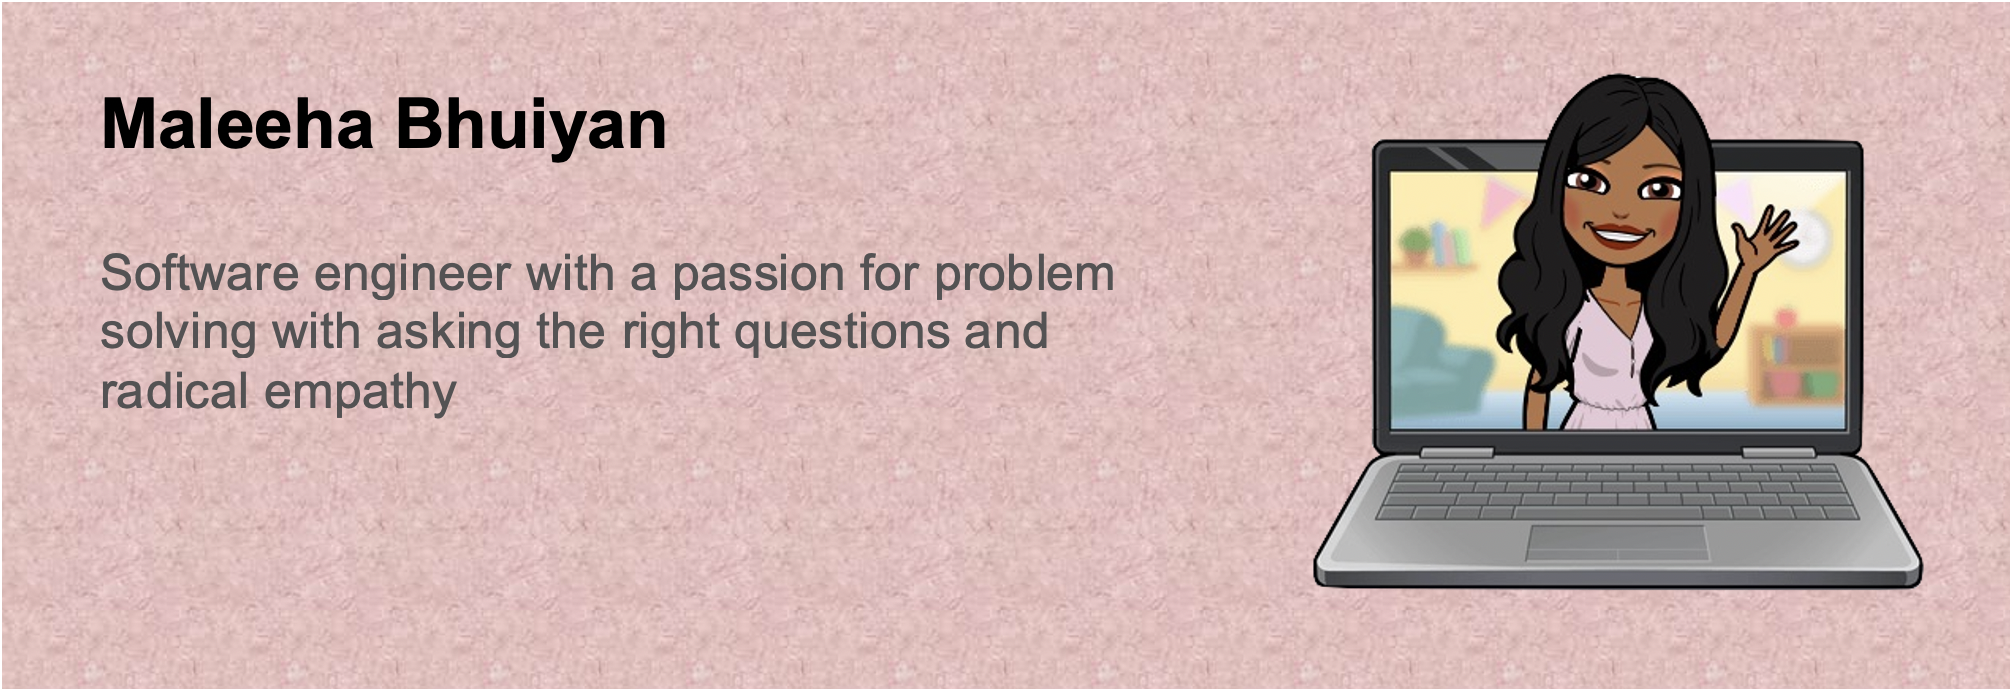 Maleeha Bhuiyan
Software engineer with a passion for problem
solving with asking the right questions and
radical empathy